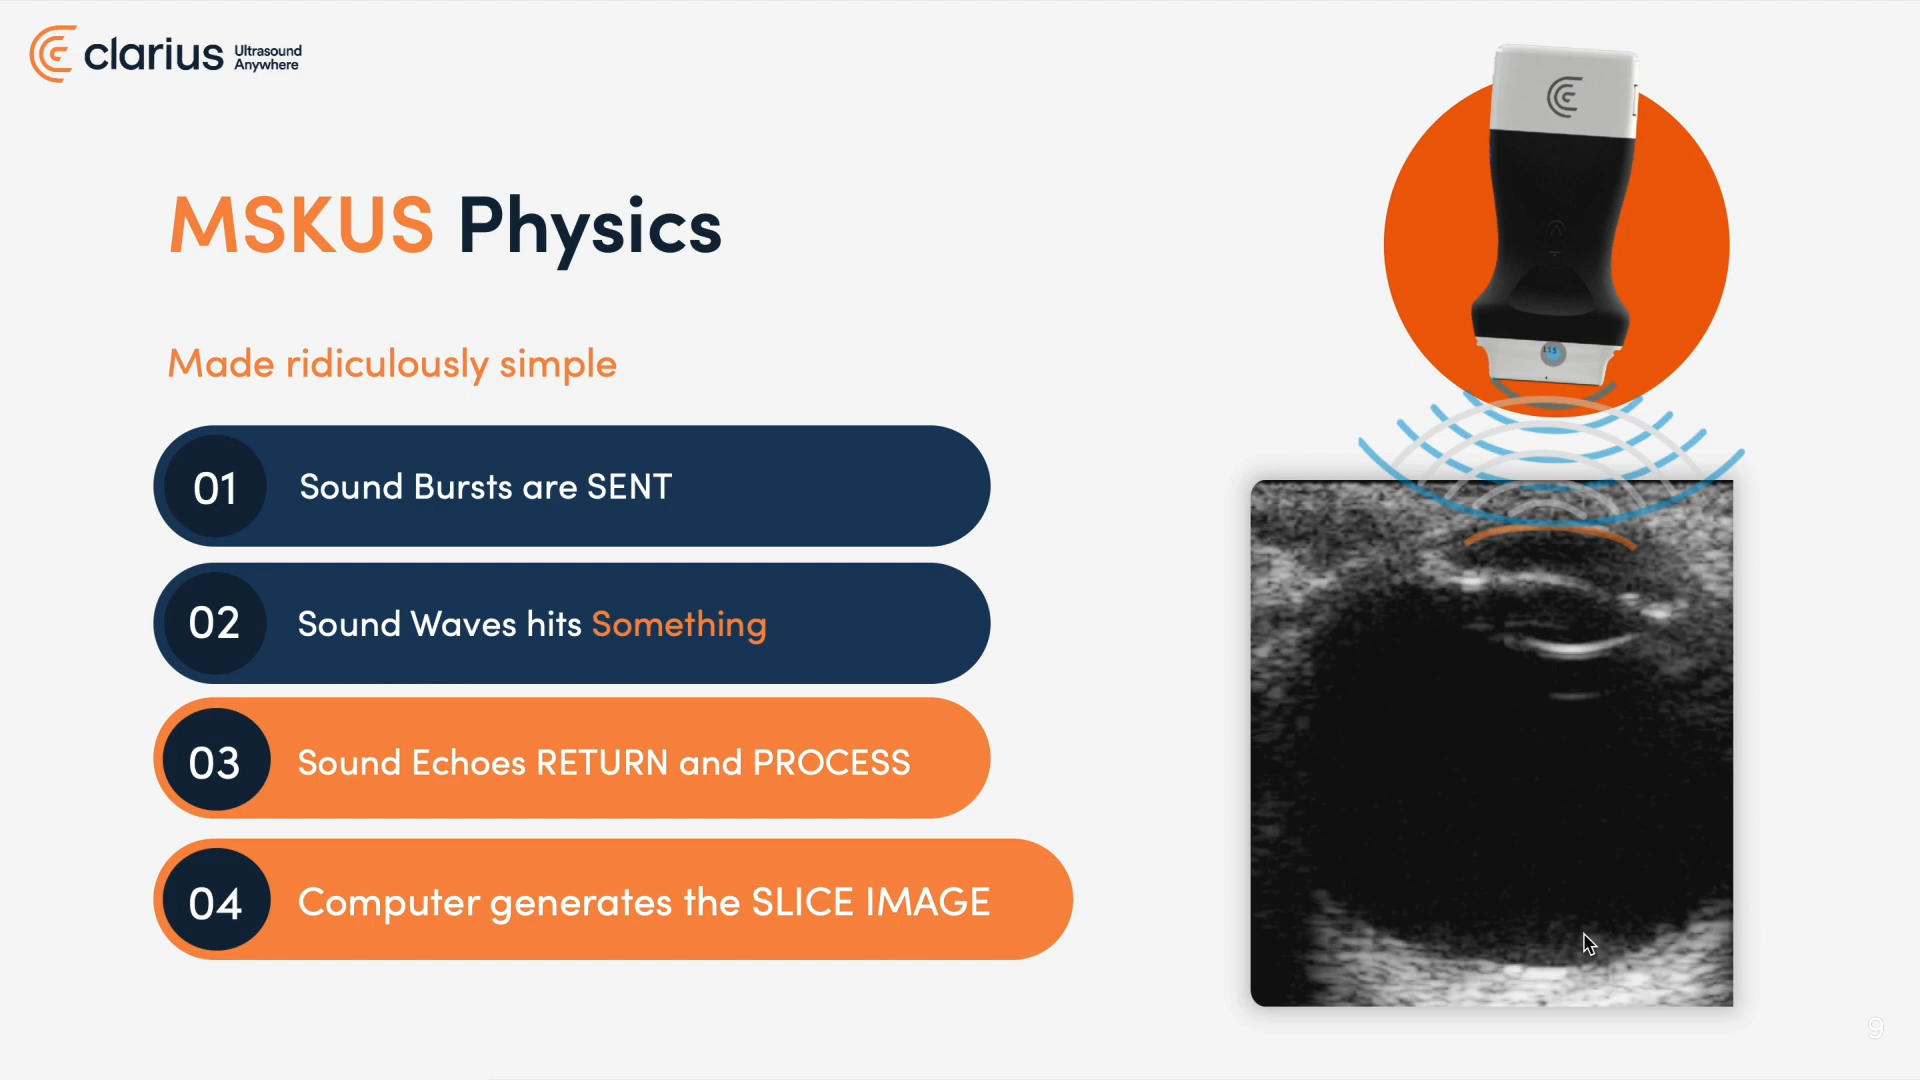 clarius Ultrasound
Anywhere
MSKUS Physics
Made ridiculously simple
01 Sound Bursts are SENT
02 Sound Waves hits Something
03 Sound Echoes RETURN and PROCESS
04 Computer generates the SLICE IMAGE
9